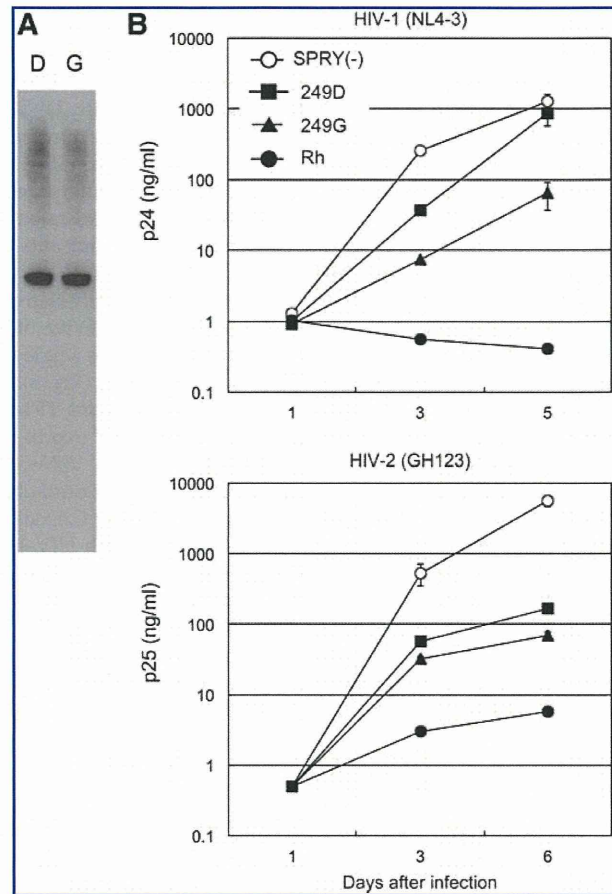 A
D G
B
HIV-1 (NL4-3)
10000
1000
100
10
1
0.1
p24 (ng/ml)
SPRY(-)
249D
249G
Rh
1 3 5
HIV-2 (GH123)
10000
1000
100
10
1
0.1
p25 (ng/ml)
1 3 6
Days after infection